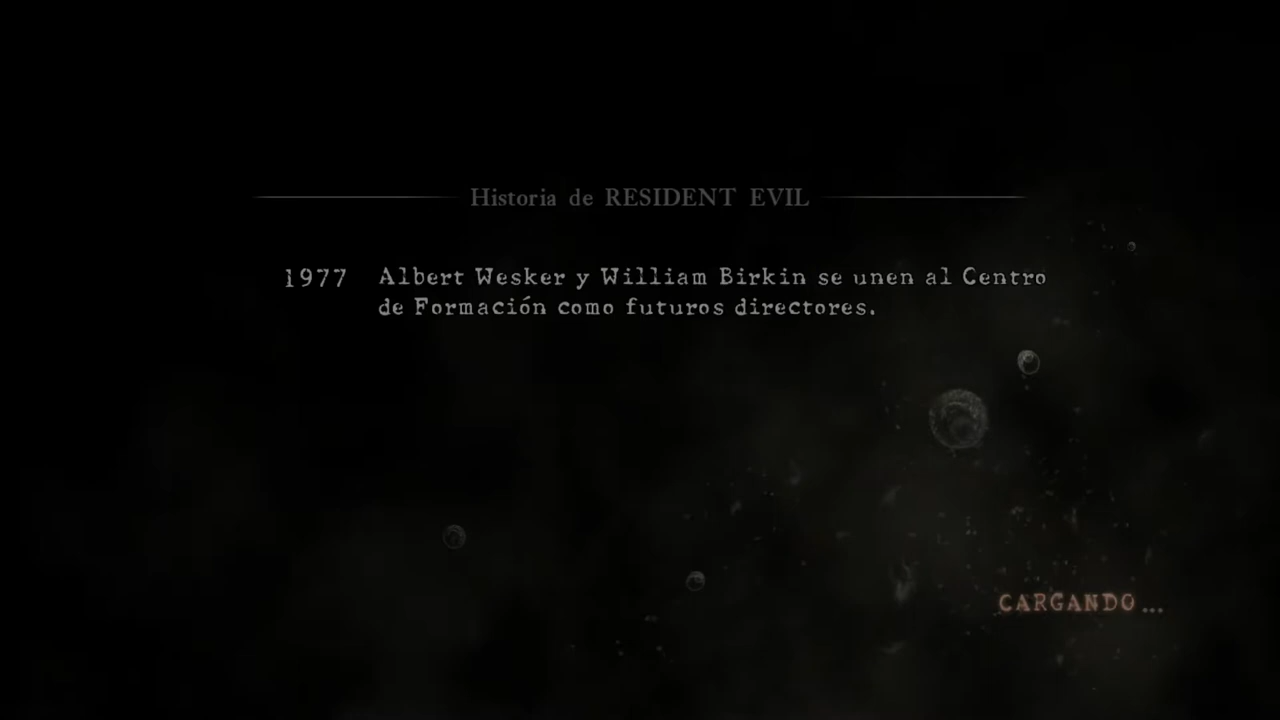 Historia de RESIDENT EVIL
1977 Albert Wesker y William Birkin se unen al Centro
de Formación como futuros directores.
CARGANDO...